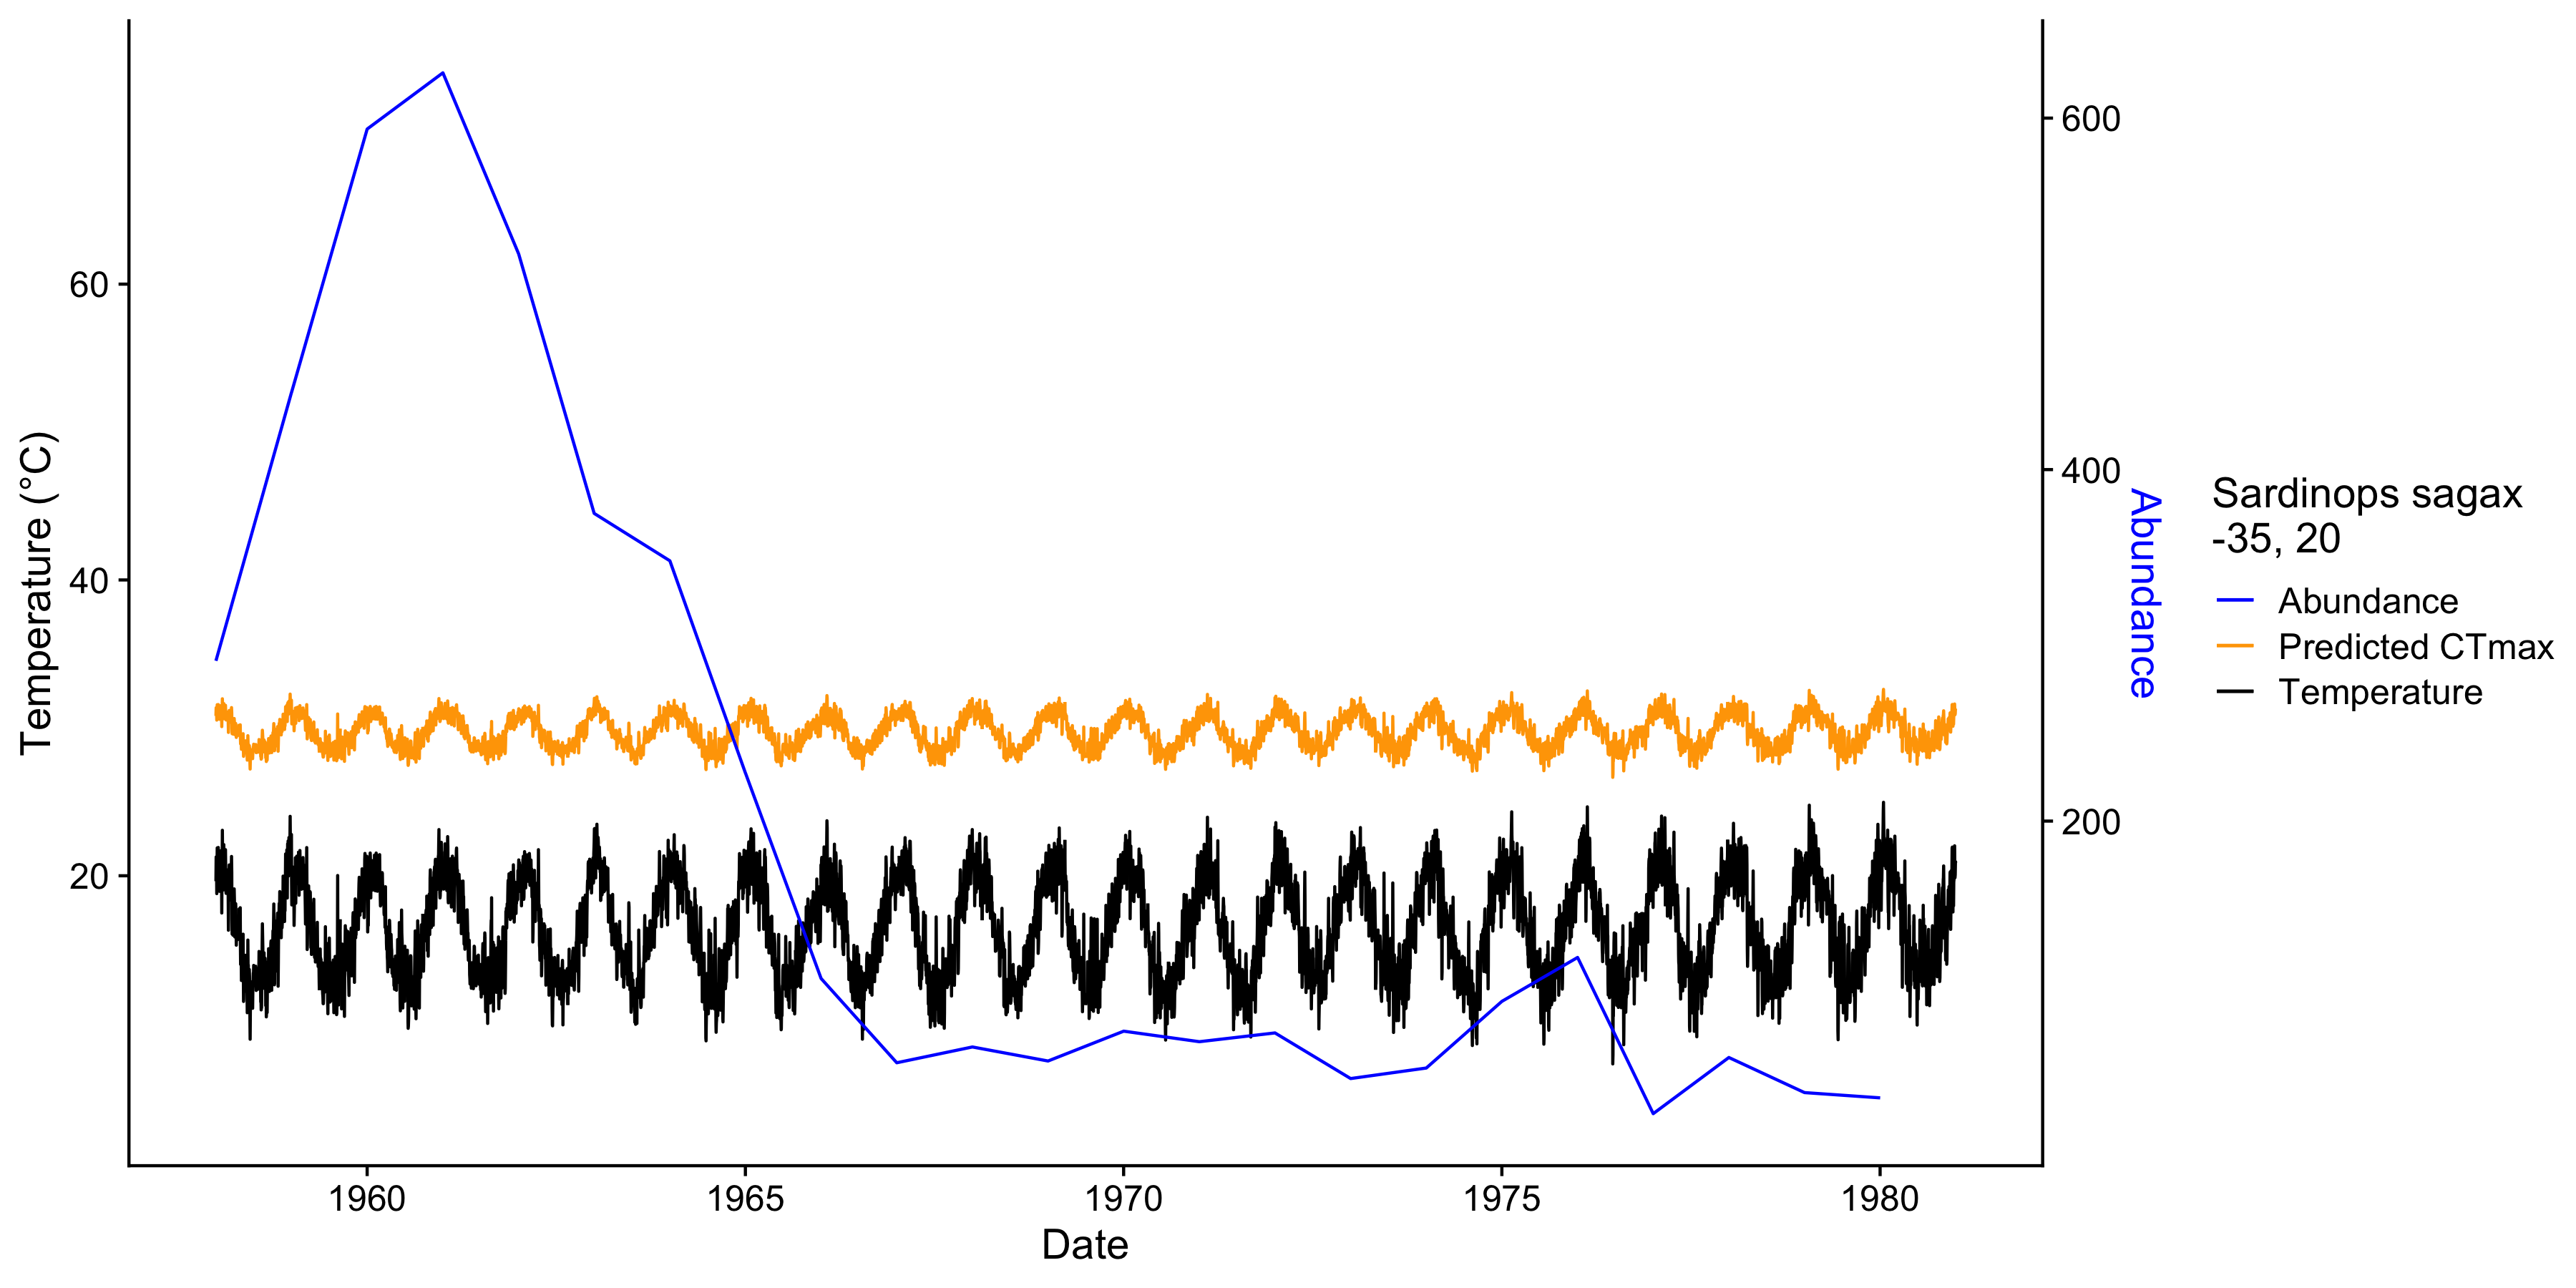 Temperature (°C)
60
40
20
1960
1965
1970
1975
1980
Date
600
400
200
Abundance
Sardinops sagax
-35, 20
Abundance
Predicted CTmax
Temperature